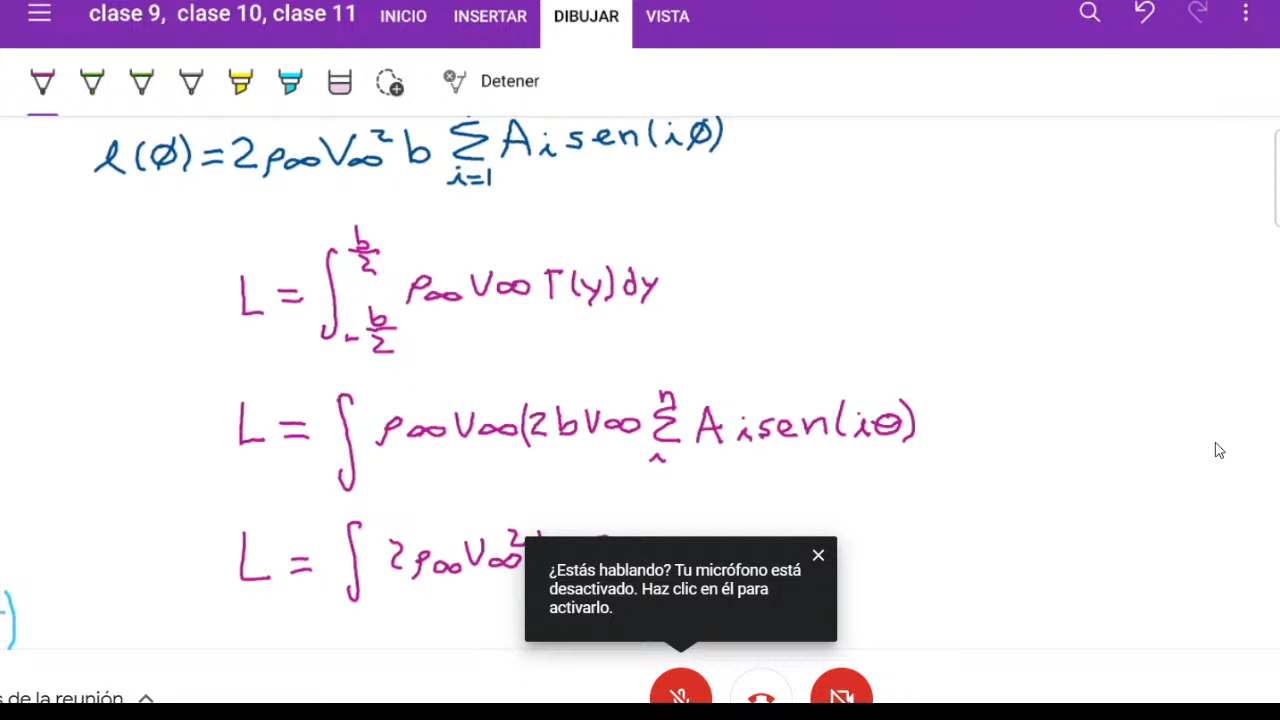 clase 9, clase 10, clase 11 INICIO INSERTAR DIBUJAR VISTA
Detener
l(Ø)=2ρ∞V∞²b Σ i=1 Ai sen(iØ)
L = ∫ -b/2 b/2 ρ∞ V∞ Γ(y)dy
L = ∫ ρ∞ V∞(2bV∞ Σ i n Ai sen(iθ)
L = ∫ 2ρ∞V∞²
¿Estás hablando? Tu micrófono está
desactivado. Haz clic en él para
activarlo.
de la reunión